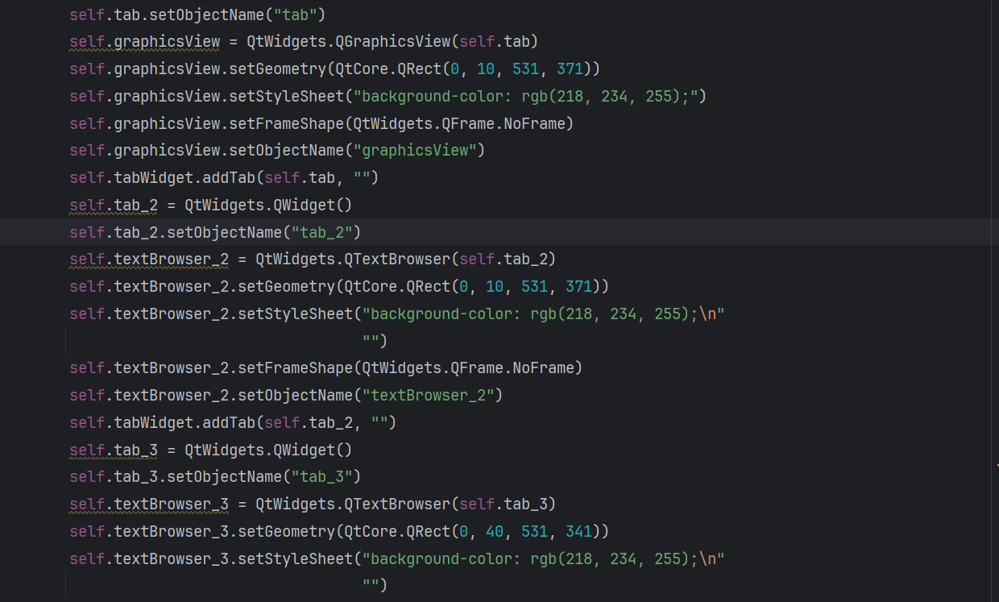 self.tab.setObjectName("tab")
self.graphicsView = QtWidgets.QGraphicsView(self.tab)
self.graphicsView.setGeometry(QtCore.QRect(0, 10, 531, 371))
self.graphicsView.setStyleSheet("background-color: rgb(218, 234, 255);")
self.graphicsView.setFrameShape(QtWidgets.QFrame.NoFrame)
self.graphicsView.setObjectName("graphicsView")
self.tabWidget.addTab(self.tab, "")
self.tab_2 = QtWidgets.QWidget()
self.tab_2.setObjectName("tab_2")
self.textBrowser_2 = QtWidgets.QTextBrowser(self.tab_2)
self.textBrowser_2.setGeometry(QtCore.QRect(0, 10, 531, 371))
self.textBrowser_2.setStyleSheet("background-color: rgb(218, 234, 255);\n"
"")
self.textBrowser_2.setFrameShape(QtWidgets.QFrame.NoFrame)
self.textBrowser_2.setObjectName("textBrowser_2")
self.tabWidget.addTab(self.tab_2, "")
self.tab_3 = QtWidgets.QWidget()
self.tab_3.setObjectName("tab_3")
self.textBrowser_3 = QtWidgets.QTextBrowser(self.tab_3)
self.textBrowser_3.setGeometry(QtCore.QRect(0, 40, 531, 341))
self.textBrowser_3.setStyleSheet("background-color: rgb(218, 234, 255);\n"
"")